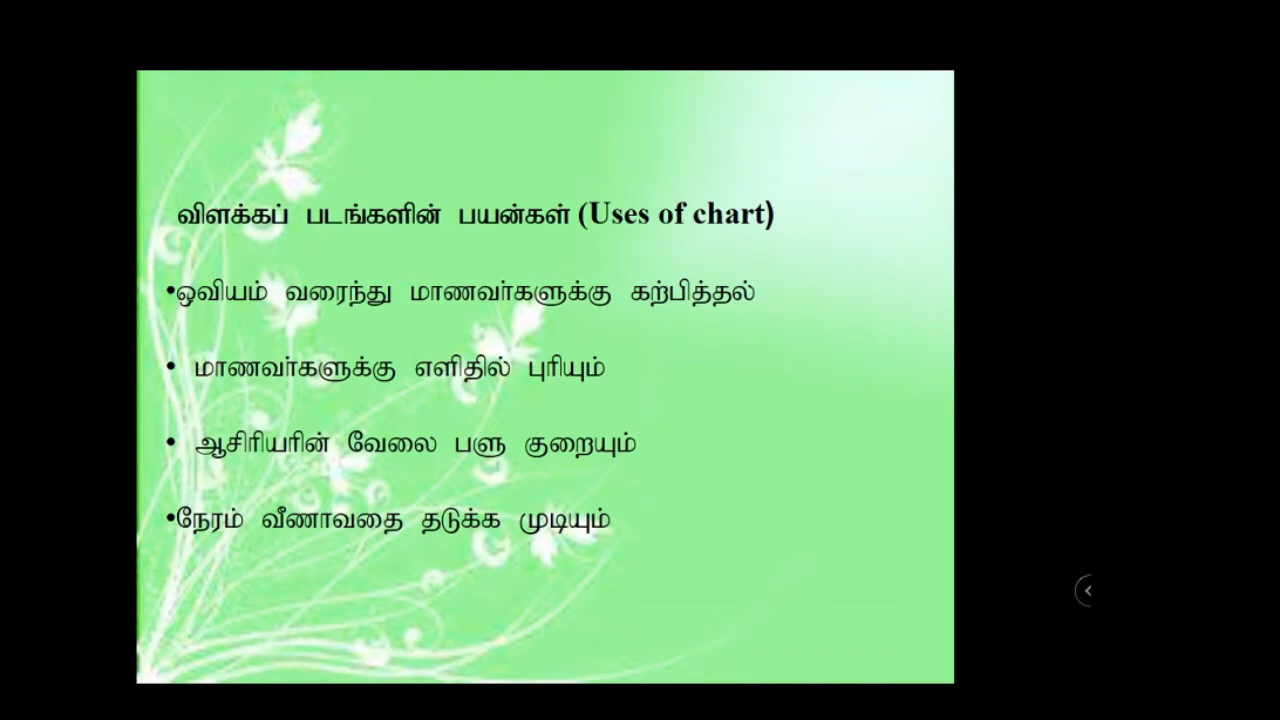 விளக்கப் படங்களின் பயன்கள் (Uses of chart)
•ஒவியம் வரைந்து மாணவர்களுக்கு கற்பித்தல்
• மாணவர்களுக்கு எளிதில் புரியும்
• ஆசிரியரின் வேலை பளு குறையும்
•நேரம் வீணாவதை தடுக்க முடியும்